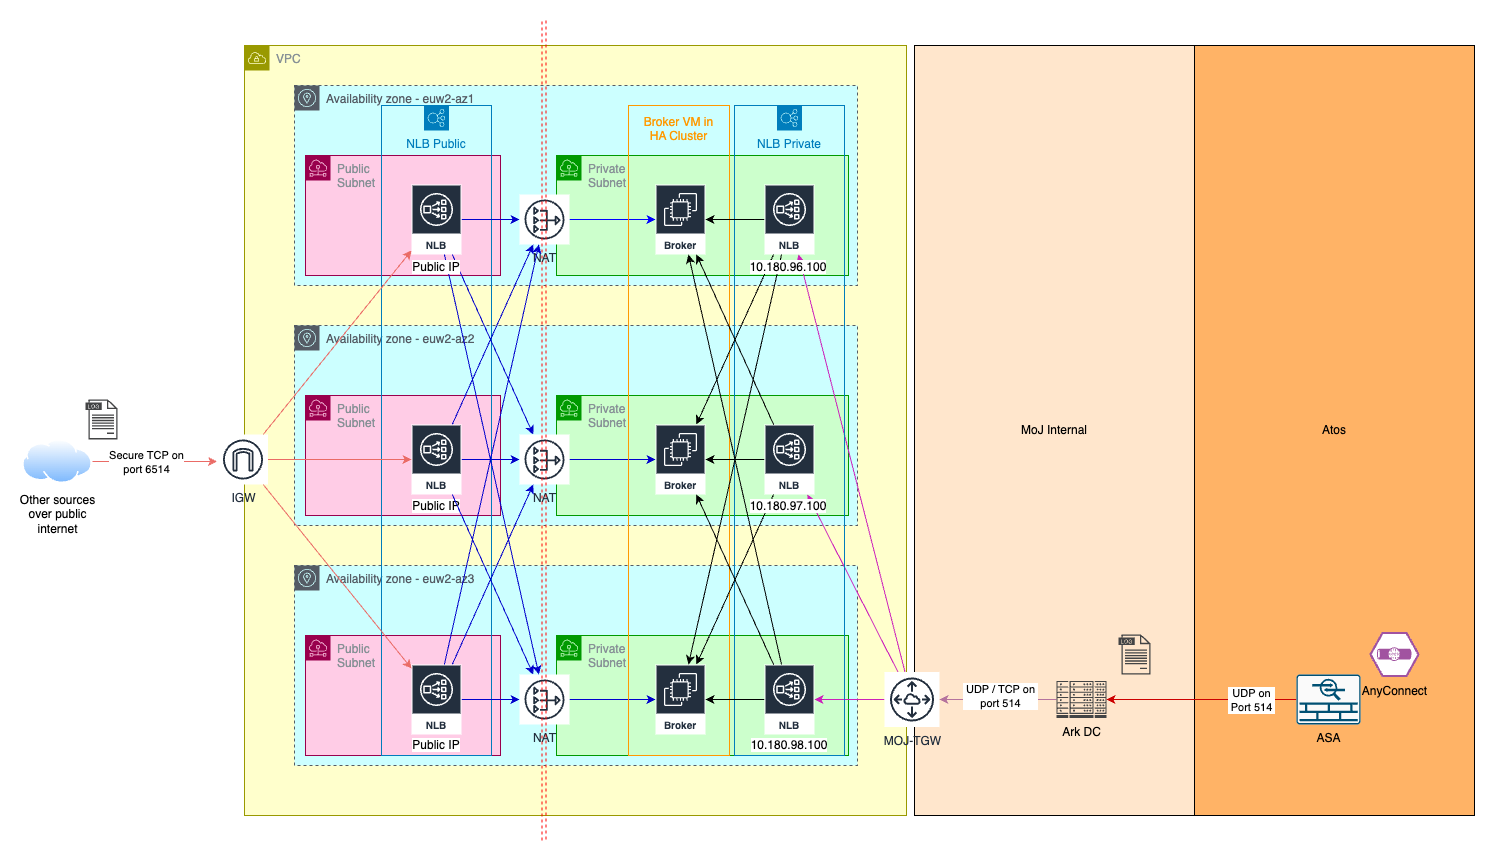 VPC
Availability zone - euw2-az1
NLB Public
Broker VM in
HA Cluster
NLB Private
Public
Subnet
Private
Subnet
NLB
Public IP
NAT
Broker
NLB
10.180.96.100
Availability zone - euw2-az2
Public
Subnet
Private
Subnet
NLB
Public IP
NAT
Broker
NLB
10.180.97.100
LOG
Secure TCP on
port 6514
Other sources
over public
internet
IGW
MoJ Internal
Atos
Availability zone - euw2-az3
Public
Subnet
Private
Subnet
NLB
Public IP
NAT
Broker
NLB
10.180.98.100
MOJ-TGW
UDP / TCP on
port 514
LOG
Ark DC
UDP on
Port 514
AnyConnect
ASA